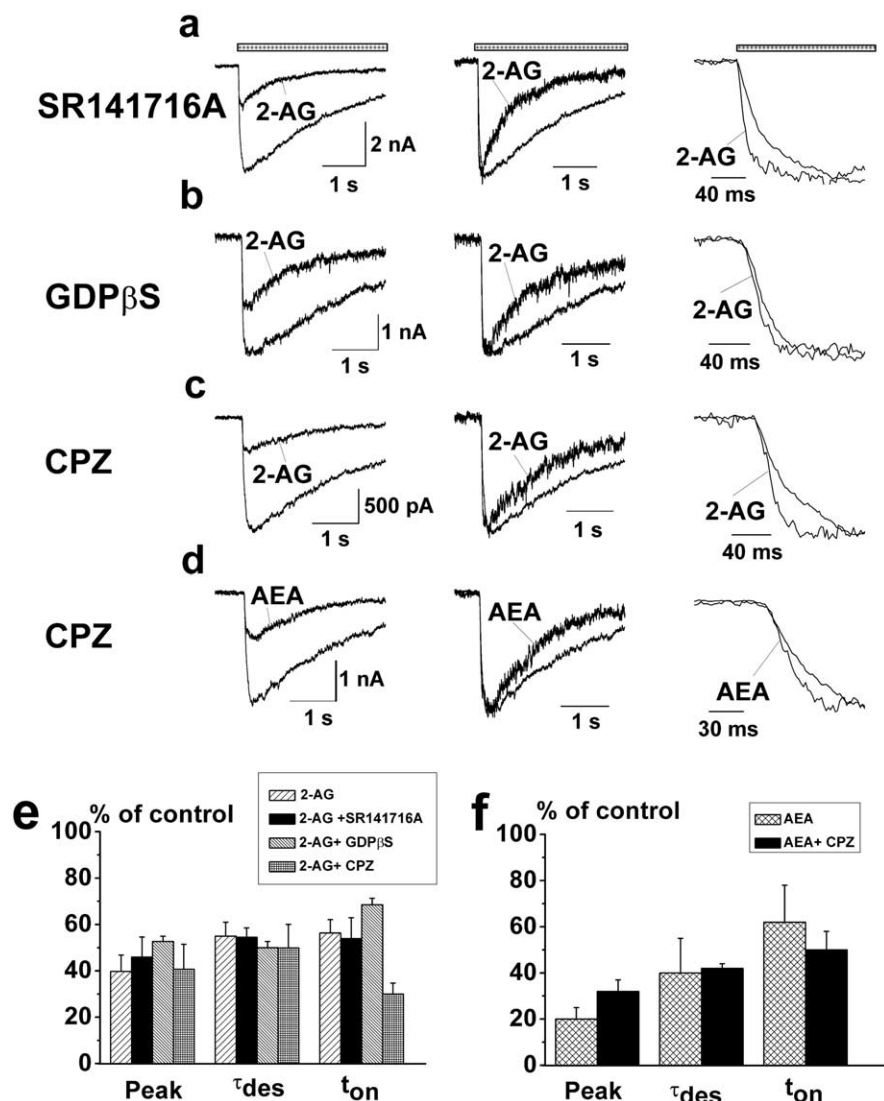 a
SR141716A
2-AG
2 nA
1 s
2-AG
1 s
2-AG
40 ms
b
GDPβS
2-AG
1 nA
1 s
2-AG
1 s
2-AG
40 ms
c
CPZ
2-AG
500 pA
1 s
2-AG
1 s
2-AG
40 ms
d
CPZ
AEA
1 nA
1 s
AEA
1 s
AEA
30 ms
e
% of control
2-AG
2-AG +SR141716A
2-AG+ GDPβS
2-AG+ CPZ
100
80
60
40
20
0
Peak τdes ton
f
% of control
AEA
AEA+ CPZ
100
80
60
40
20
0
Peak τdes ton